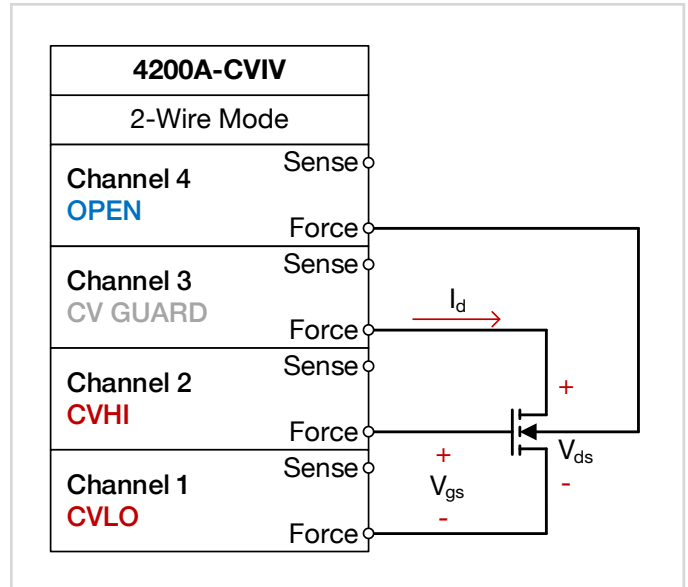 4200A-CVIV
2-Wire Mode
Sense
Channel 4
OPEN
Force
Sense
Channel 3
CV GUARD
Force
Id
Sense
Channel 2
CVHI
Force
+
Vds
-
Sense
Channel 1
CVLO
Force
+
Vgs
-